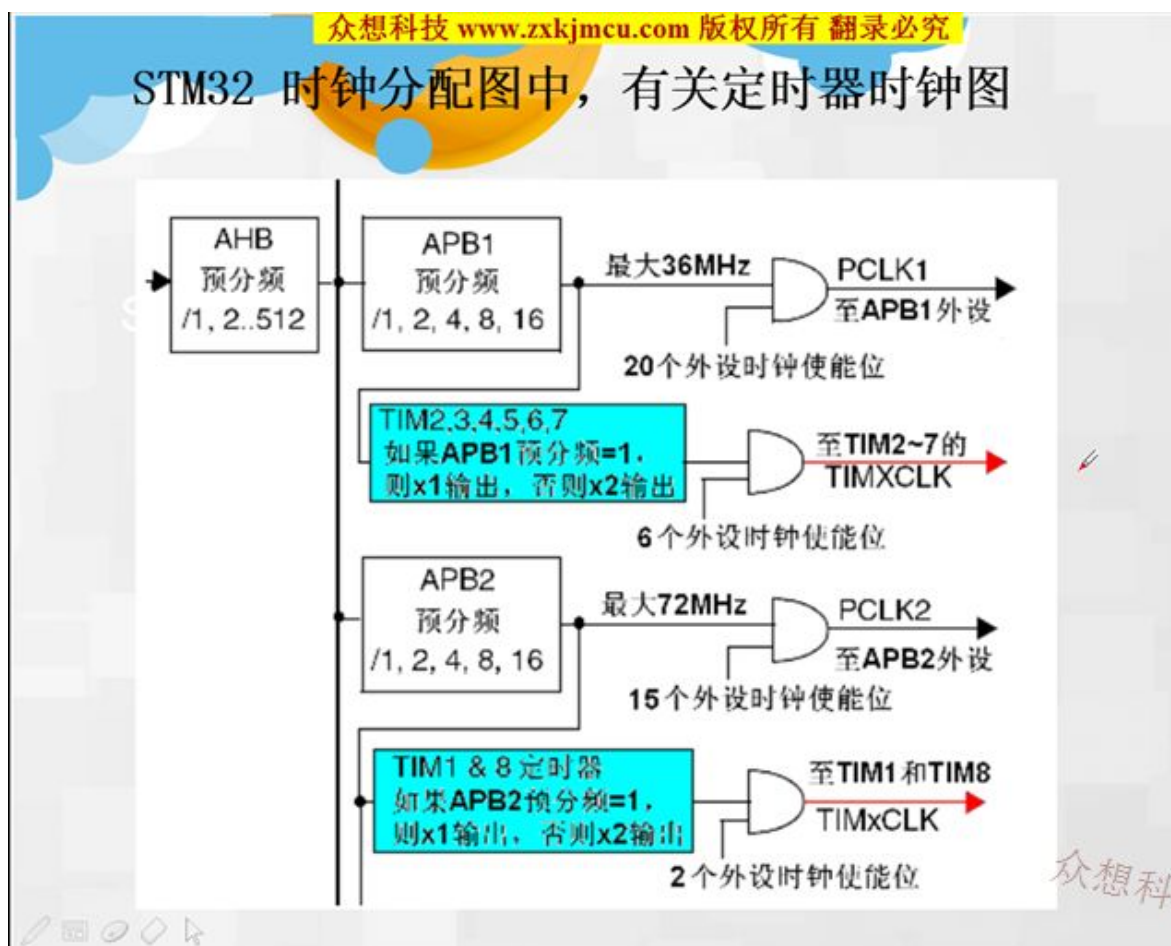 众想科技 www.zxkjmcu.com 版权所有 翻录必究
STM32 时钟分配图中，有关定时器时钟图
AHB
预分频
/1, 2..512
APB1
预分频
/1, 2, 4, 8, 16
最大36MHz
PCLK1
至APB1外设
20个外设时钟使能位
TIM2,3,4,5,6,7
如果APB1预分频=1，
则x1输出，否则x2输出
至TIM2~7的
TIMXCLK
6个外设时钟使能位
APB2
预分频
/1, 2, 4, 8, 16
最大72MHz
PCLK2
至APB2外设
15个外设时钟使能位
TIM1 & 8 定时器
如果APB2预分频=1，
则x1输出，否则x2输出
至TIM1和TIM8
TIMxCLK
2个外设时钟使能位
众想科